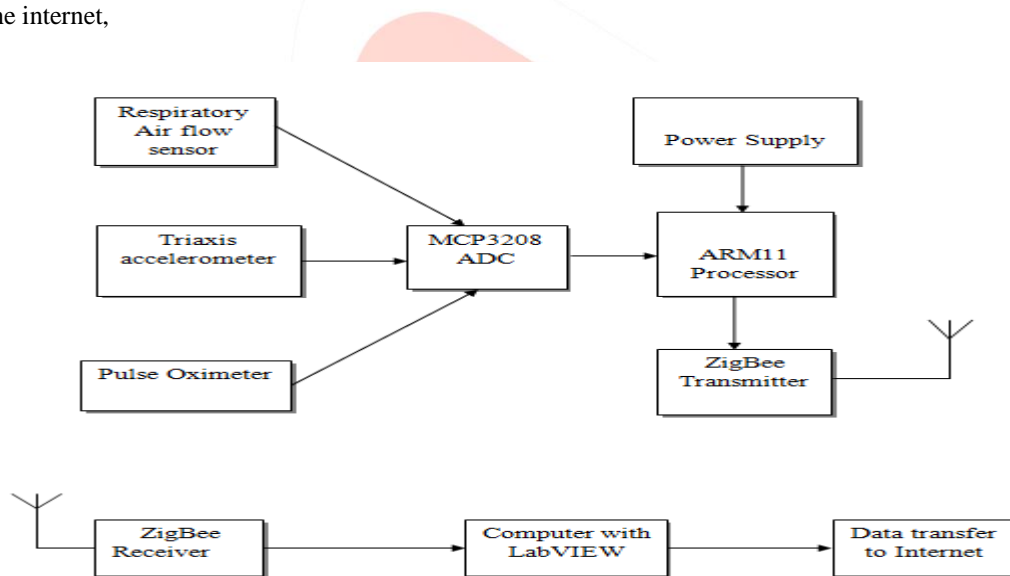 ne internet,
Respiratory
Air flow
sensor
Power Supply
Triaxis
accelerometer
MCP3208
ADC
ARM11
Processor
Pulse Oximeter
ZigBee
Transmitter
ZigBee
Receiver
Computer with
LabVIEW
Data transfer
to Internet